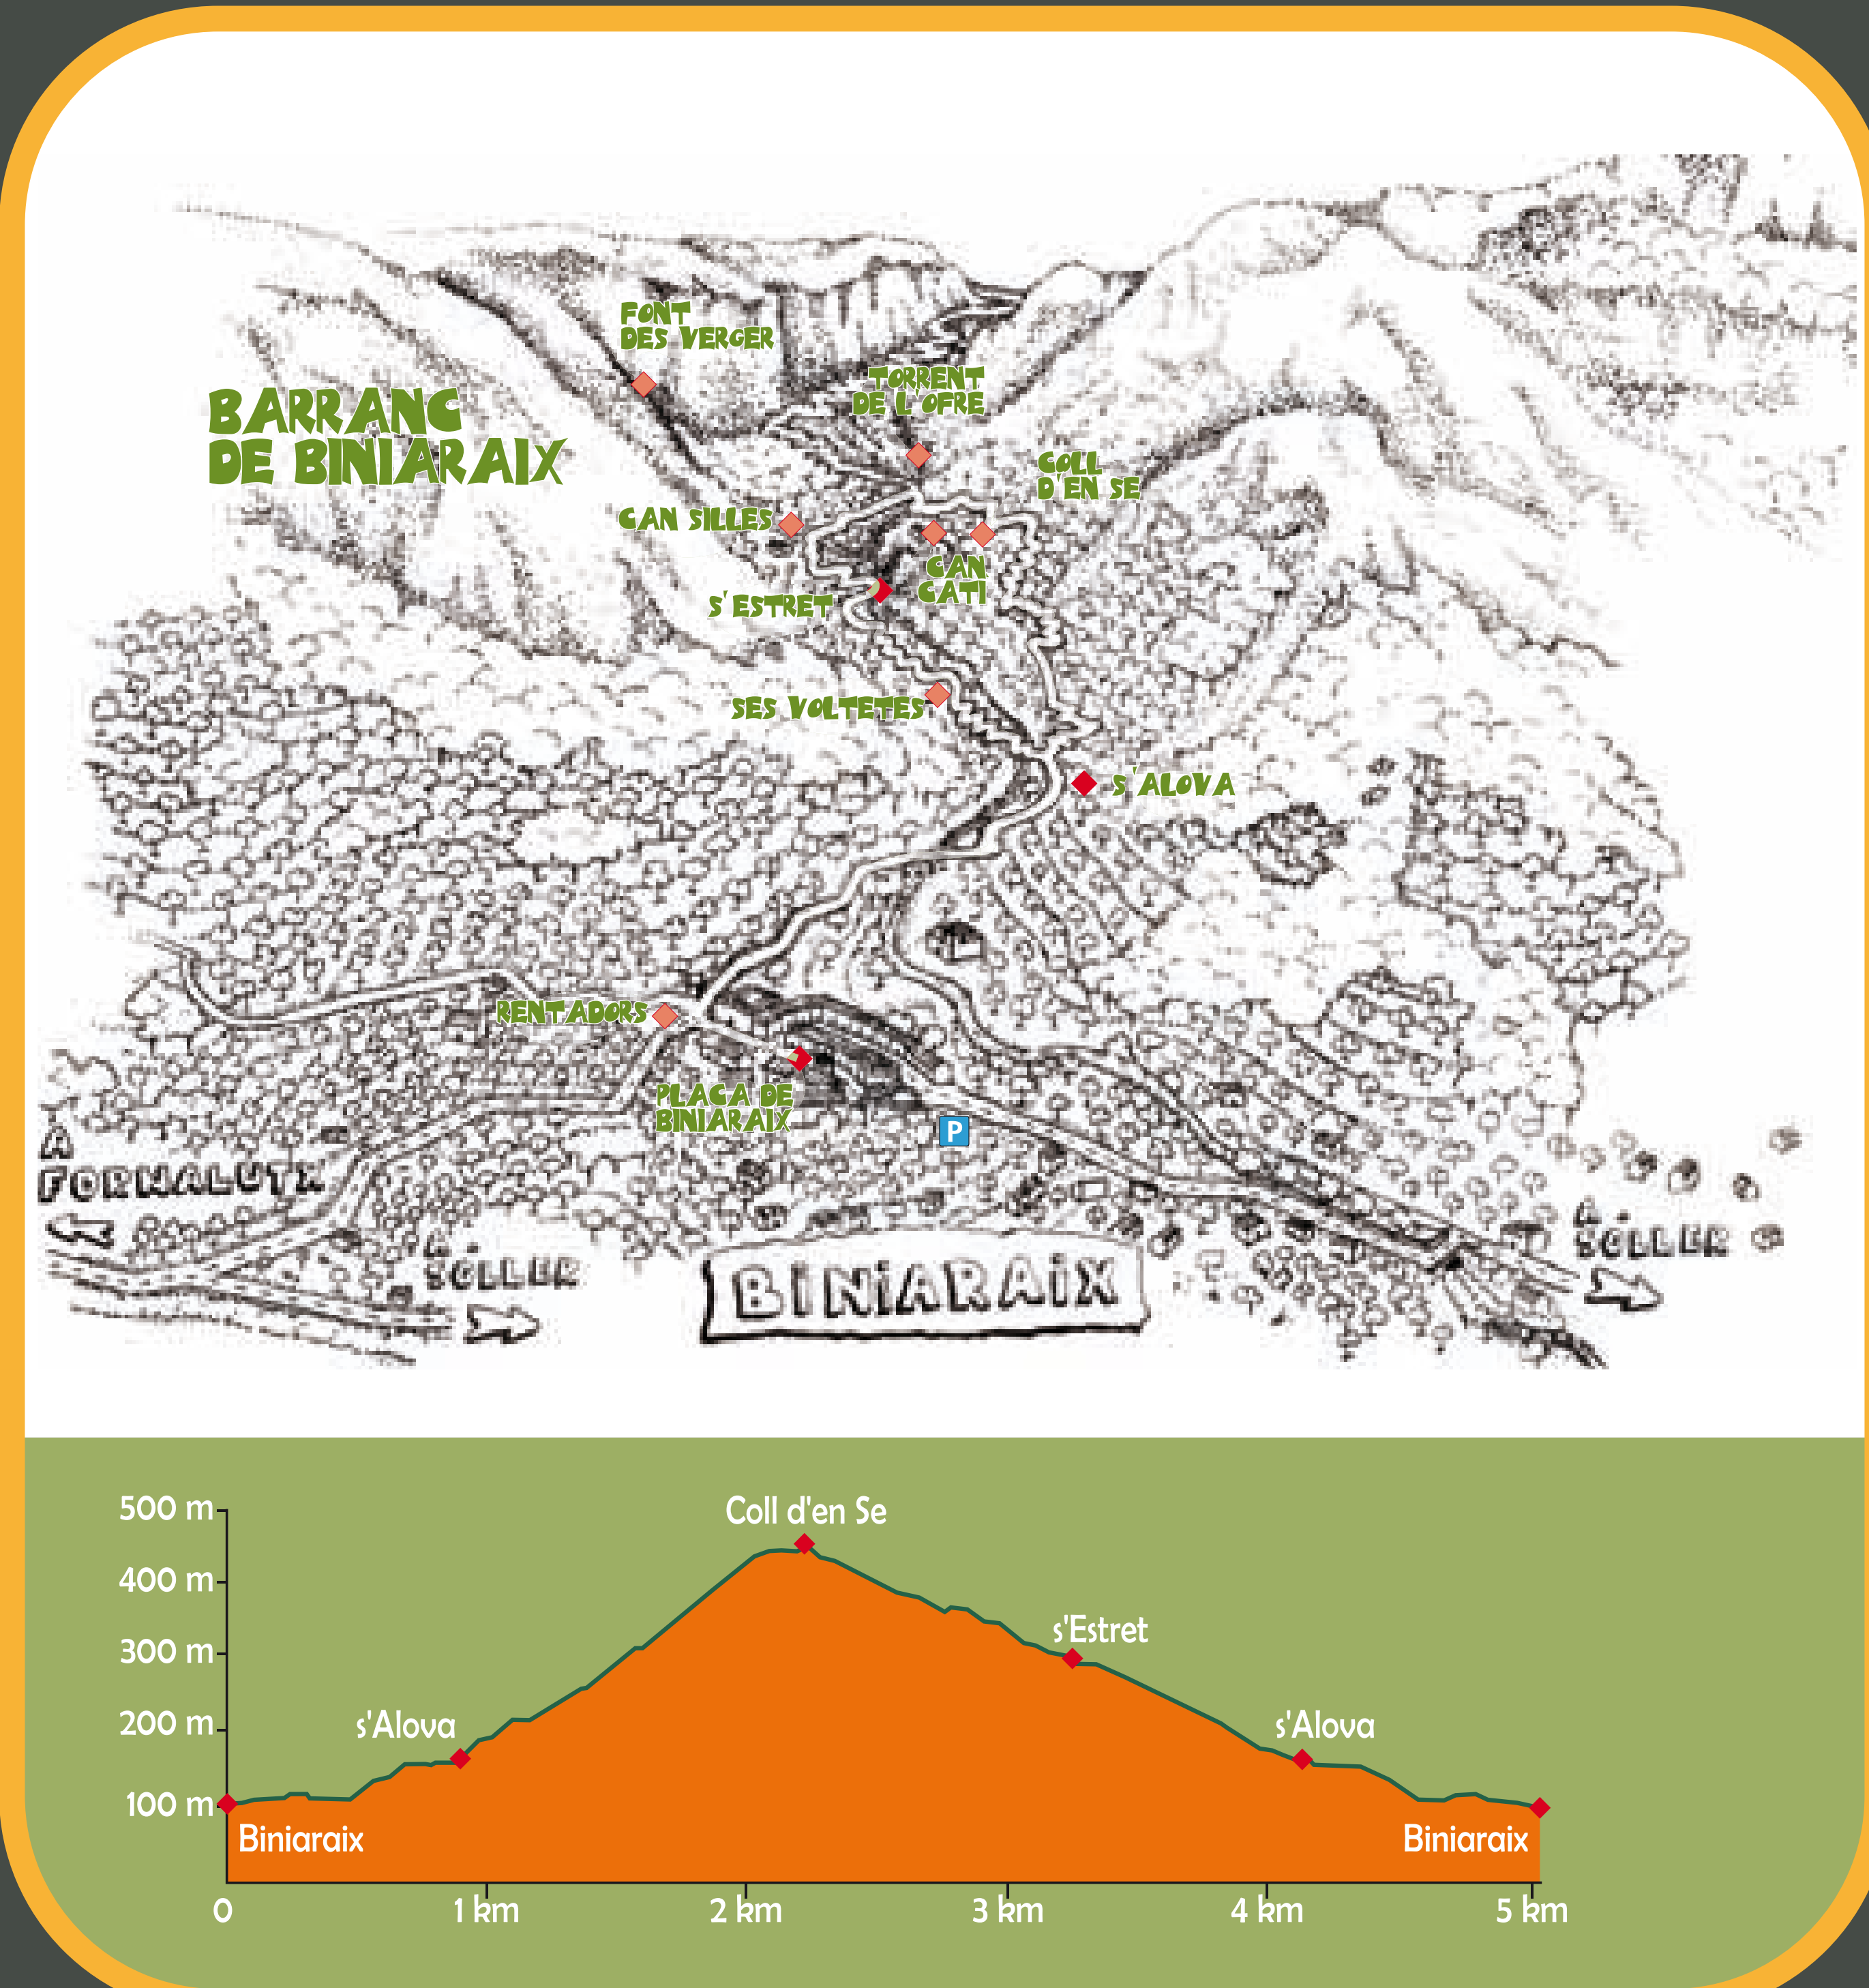 FONT
DES VERGER
TORRENT
DE L'OFRE
BARRANC
DE BINIARAIX
COLL
D'EN SE
CAN SILLES
CAN
CATI
S'ESTRET
SES VOLTETES
S'ALOVA
RENTADORS
PLAÇA DE
BINIARAIX
P
A
FORNALUTX
A
SÓLLER
A
SÓLLER
BINIARAIX
500 m
Coll d'en Se
400 m
300 m
s'Estret
200 m
s'Alova
s'Alova
100 m
Biniaraix
Biniaraix
0
1 km
2 km
3 km
4 km
5 km